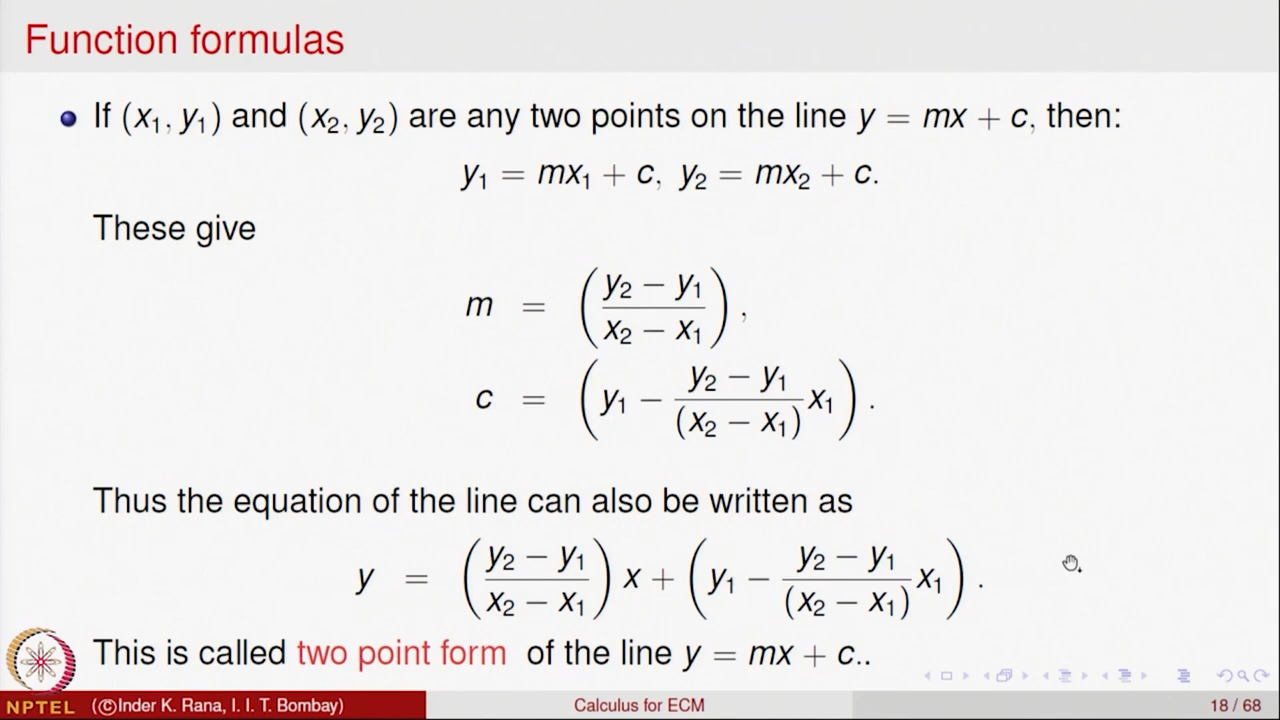 Function formulas
If (x₁, y₁) and (x₂, y₂) are any two points on the line y = mx + c, then:
y₁ = mx₁ + c, y₂ = mx₂ + c.
These give
m = ( (y₂ − y₁) / (x₂ − x₁) ),
c = ( y₁ − (y₂ − y₁) / (x₂ − x₁) x₁ ).
Thus the equation of the line can also be written as
y = ( (y₂ − y₁) / (x₂ − x₁) ) x + ( y₁ − (y₂ − y₁) / (x₂ − x₁) x₁ ).
This is called two point form of the line y = mx + c..
NPTEL (©Inder K. Rana, I. I. T. Bombay) Calculus for ECM 18 / 68